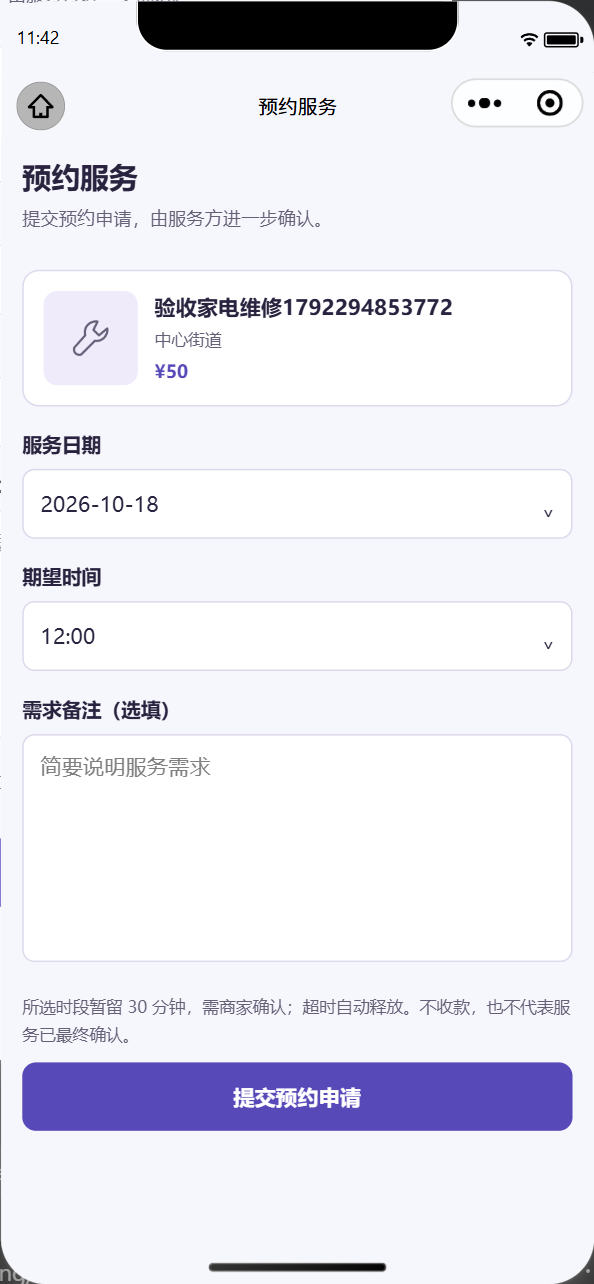 11:42
预约服务
预约服务
提交预约申请，由服务方进一步确认。
验收家电维修1792294853772
中心街道
¥50
服务日期
2026-10-18
期望时间
12:00
需求备注（选填）
简要说明服务需求
所选时段暂留 30 分钟，需商家确认；超时自动释放。不收款，也不代表服
务已最终确认。
提交预约申请